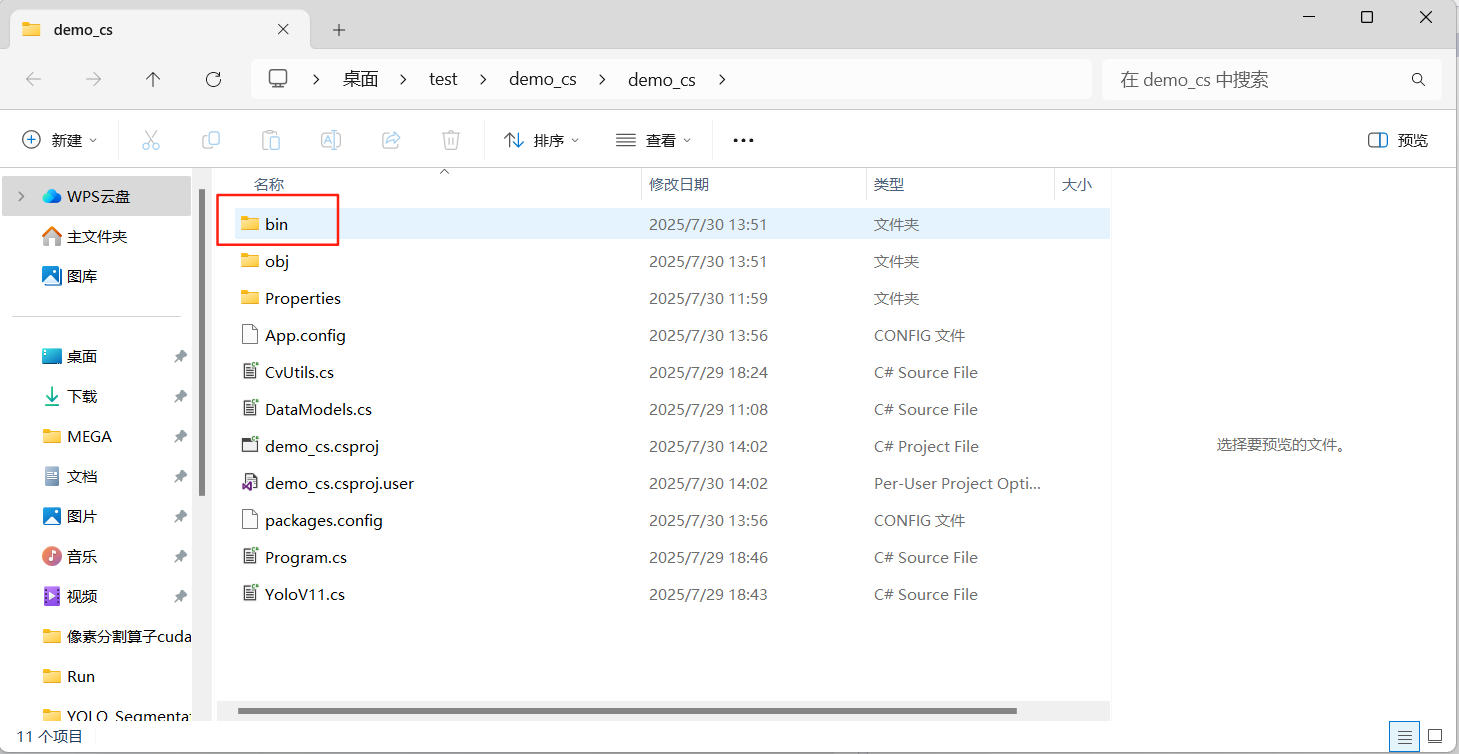 demo_cs
桌面 test demo_cs demo_cs 在 demo_cs 中搜索
新建 排序 查看 预览
WPS云盘
主文件夹
图库
桌面
下载
MEGA
文档
图片
音乐
视频
像素分割算子cuda
Run
YOLO_Segmenta
名称 修改日期 类型 大小
bin 2025/7/30 13:51 文件夹
obj 2025/7/30 13:51 文件夹
Properties 2025/7/30 11:59 文件夹
App.config 2025/7/30 13:56 CONFIG 文件
CvUtils.cs 2025/7/29 18:24 C# Source File
DataModels.cs 2025/7/29 11:08 C# Source File
demo_cs.csproj 2025/7/30 14:02 C# Project File
demo_cs.csproj.user 2025/7/30 14:02 Per-User Project Opti...
packages.config 2025/7/30 13:56 CONFIG 文件
Program.cs 2025/7/29 18:46 C# Source File
YoloV11.cs 2025/7/29 18:43 C# Source File
选择要预览的文件。
11 个项目